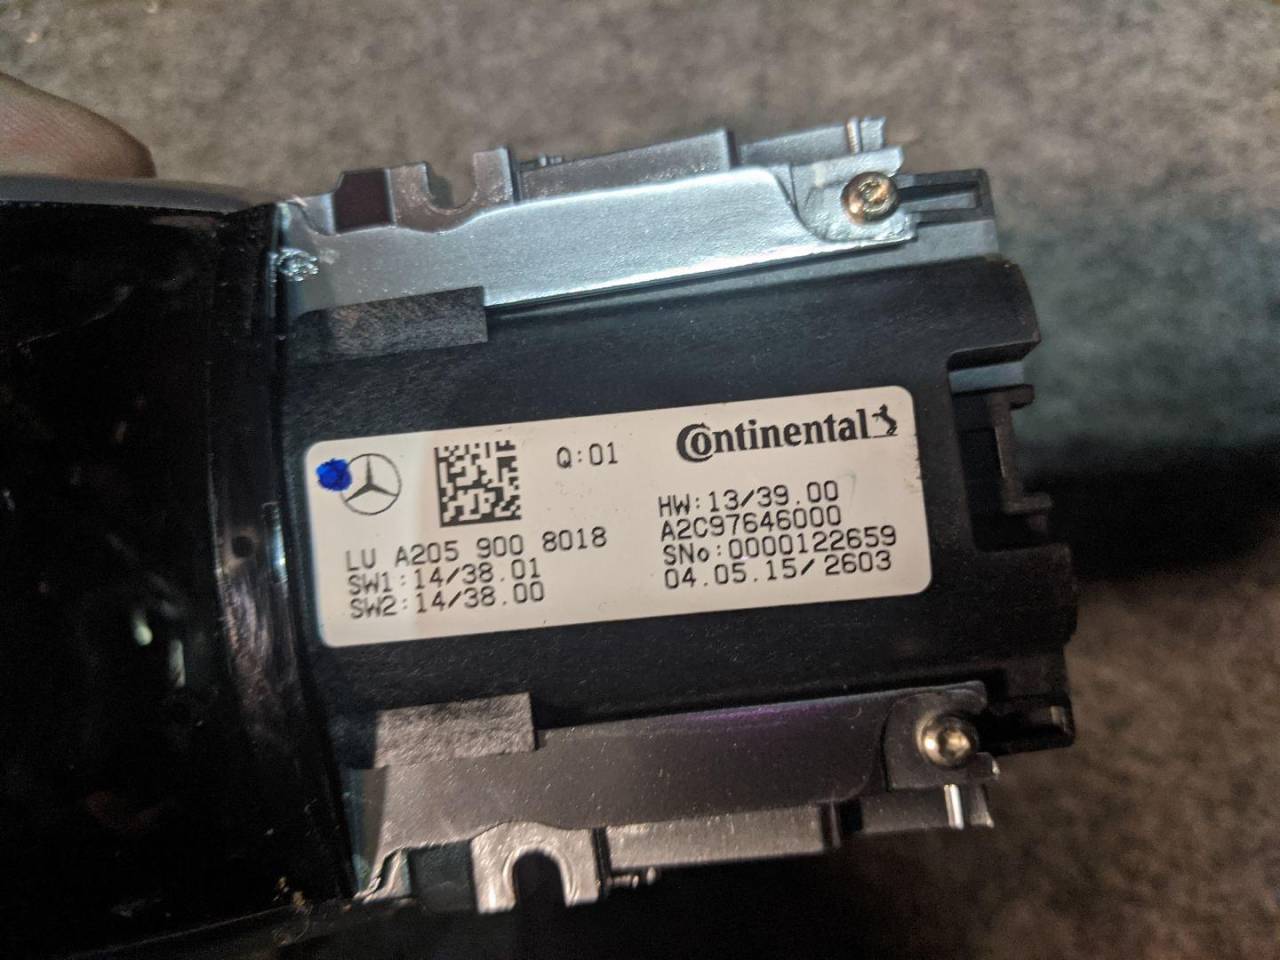 Q:01
LU A205 900 8018
SW1:14/38.01
SW2:14/38.00
Continental
HW:13/39.00
A2C97646000
SNo:0000122659
04.05.15/2603